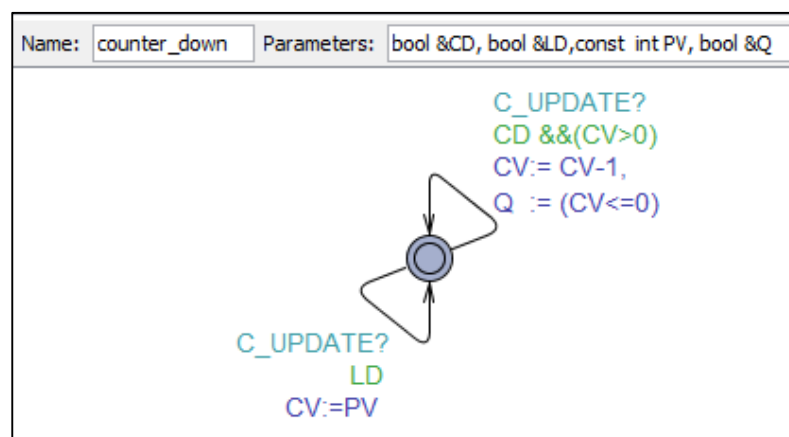 Name: counter_down Parameters: bool &CD, bool &LD,const int PV, bool &Q
C_UPDATE?
CD &&(CV>0)
CV:= CV-1,
Q := (CV<=0)
C_UPDATE?
LD
CV:=PV